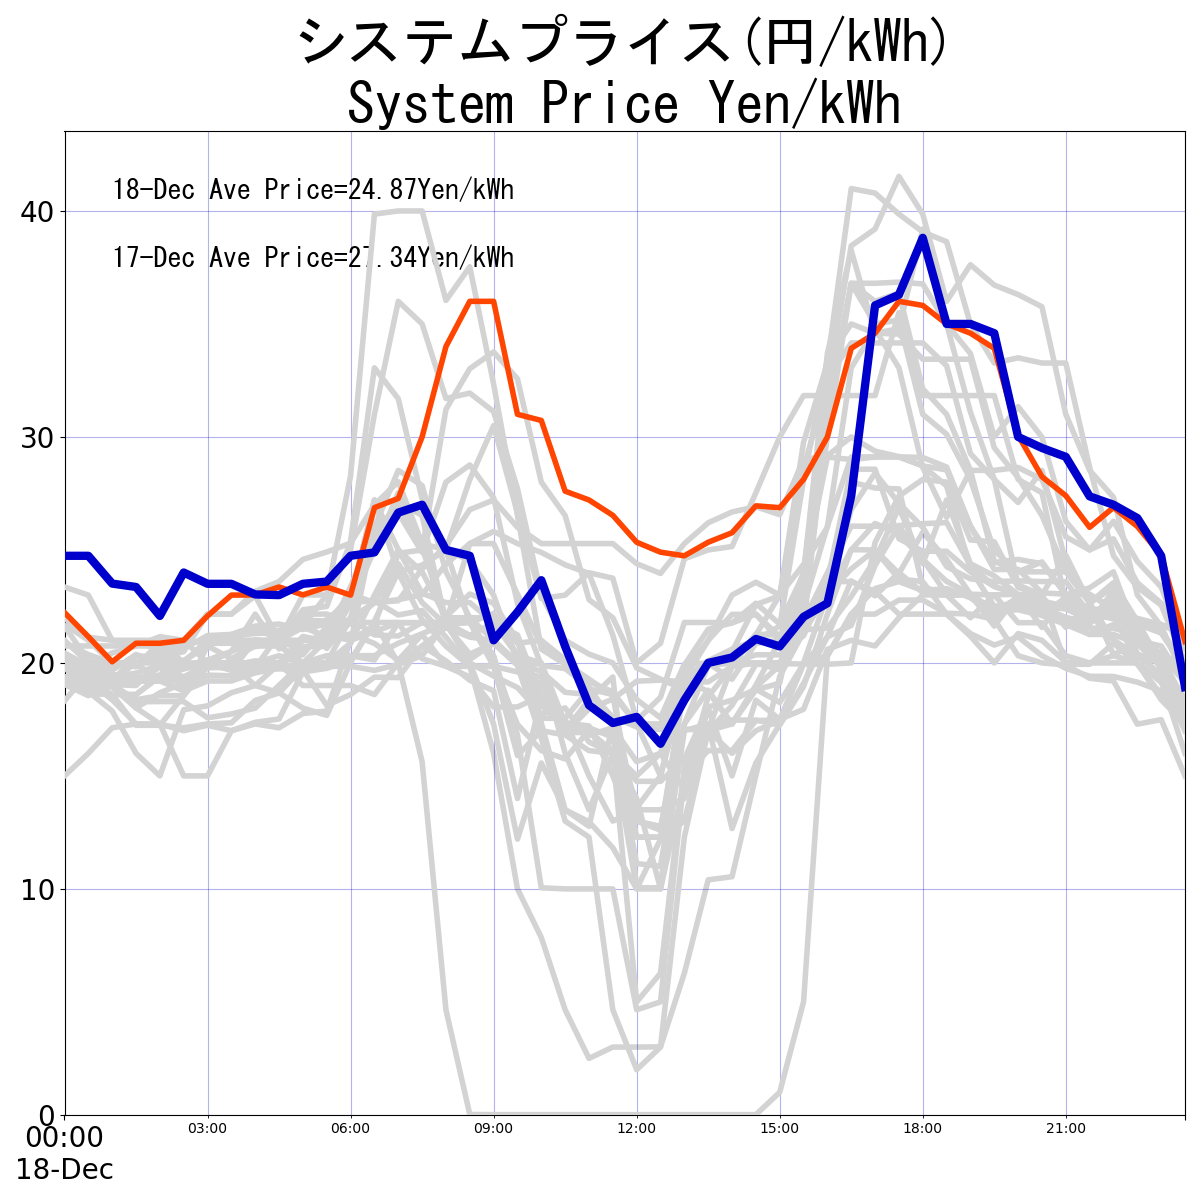 システムプライス(円/kWh)
System Price Yen/kWh
18-Dec Ave Price=24.87Yen/kWh
17-Dec Ave Price=27.34Yen/kWh
40
30
20
10
0
00:00 03:00 06:00 09:00 12:00 15:00 18:00 21:00
18-Dec